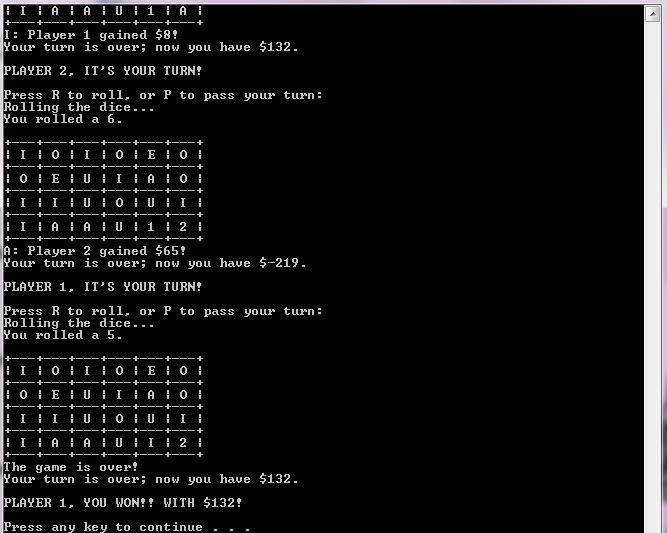 ¦ I ¦ A ¦ A ¦ U ¦ 1 ¦ A ¦
+---+---+---+---+---+---+
I: Player 1 gained $8!
Your turn is over; now you have $132.
PLAYER 2, IT'S YOUR TURN!
Press R to roll, or P to pass your turn:
Rolling the dice...
You rolled a 6.
+---+---+---+---+---+---+
¦ I ¦ O ¦ I ¦ O ¦ E ¦ O ¦
+---+---+---+---+---+---+
¦ O ¦ E ¦ U ¦ I ¦ A ¦ O ¦
+---+---+---+---+---+---+
¦ I ¦ I ¦ U ¦ O ¦ U ¦ I ¦
+---+---+---+---+---+---+
¦ I ¦ A ¦ A ¦ U ¦ 1 ¦ 2 ¦
+---+---+---+---+---+---+
A: Player 2 gained $65!
Your turn is over; now you have $-219.
PLAYER 1, IT'S YOUR TURN!
Press R to roll, or P to pass your turn:
Rolling the dice...
You rolled a 5.
+---+---+---+---+---+---+
¦ I ¦ O ¦ I ¦ O ¦ E ¦ O ¦
+---+---+---+---+---+---+
¦ O ¦ E ¦ U ¦ I ¦ A ¦ O ¦
+---+---+---+---+---+---+
¦ I ¦ I ¦ U ¦ O ¦ U ¦ I ¦
+---+---+---+---+---+---+
¦ I ¦ A ¦ A ¦ U ¦ I ¦ 2 ¦
+---+---+---+---+---+---+
The game is over!
Your turn is over; now you have $132.
PLAYER 1, YOU WON!! WITH $132!
Press any key to continue . . .